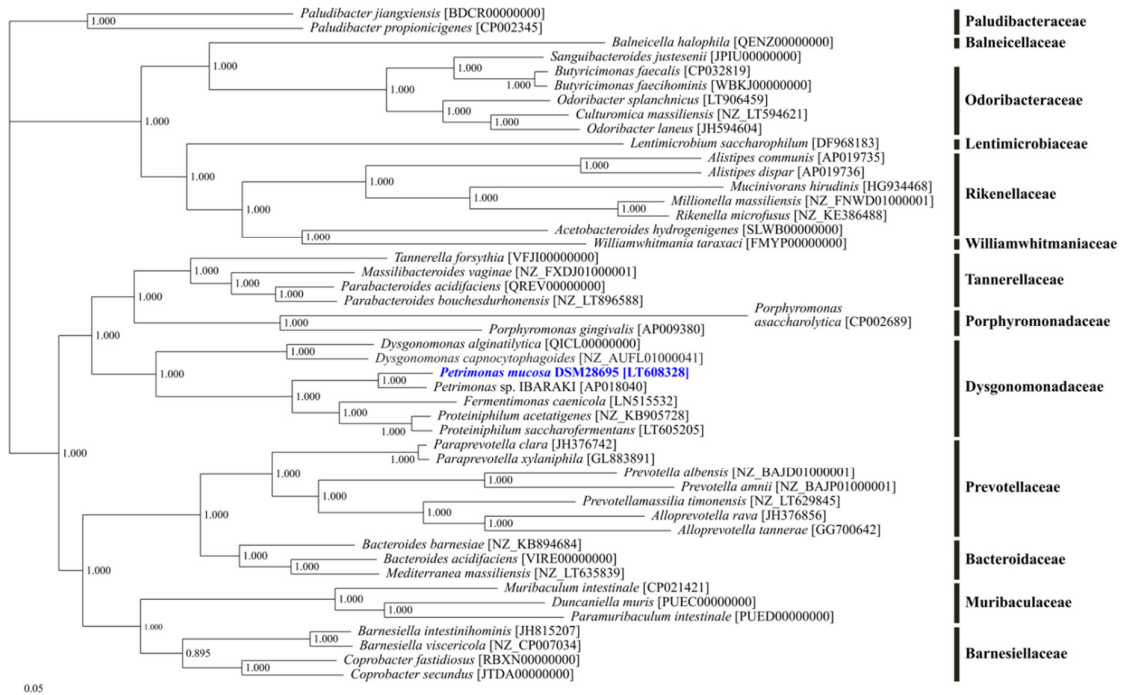 Paludibacter jiangxiensis [BDCR00000000]
1.000
Paludibacter propionicigenes [CP002345]
Paludibacteraceae
Balneicella halophila [QENZ00000000]
Balneicellaceae
1.000
Sanguibacteroides justesenii [JPIU00000000]
1.000
Butyricimonas faecalis [CP032819]
1.000
Butyricimonas faecihominis [WBKJ00000000]
1.000
Odoribacter splanchnicus [LT906459]
Odoribacteraceae
1.000
Culturomica massiliensis [NZ_LT594621]
1.000
Odoribacter laneus [JH594604]
1.000
Lentimicrobium saccharophilum [DF968183]
Lentimicrobiaceae
Alistipes communis [AP019735]
1.000
Alistipes dispar [AP019736]
1.000
1.000
Mucinivorans hirudinis [HG934468]
Rikenellaceae
1.000
Millionella massiliensis [NZ_FNWD01000001]
1.000
Rikenella microfusus [NZ_KE386488]
1.000
Acetobacteroides hydrogenigenes [SLWB00000000]
1.000
Williamwhitmania taraxaci [FMYP00000000]
Williamwhitmaniaceae
Tannerella forsythia [VFJI00000000]
1.000
Massilibacteroides vaginae [NZ_FXDJ01000001]
1.000
Parabacteroides acidifaciens [QREV00000000]
1.000
Parabacteroides bouchesdurhonensis [NZ_LT896588]
Tannerellaceae
1.000
Porphyromonas
asaccharolytica [CP002689]
1.000
Porphyromonas gingivalis [AP009380]
Porphyromonadaceae
1.000
Dysgonomonas alginatilytica [QICL00000000]
1.000
Dysgonomonas capnocytophagoides [NZ_AUFL01000041]
1.000
Petrimonas mucosa DSM28695 [LT608328]
1.000
Petrimonas sp. IBARAKI [AP018040]
Dysgonomonadaceae
1.000
Fermentimonas caenicola [LN515532]
1.000
Proteiniphilum acetatigenes [NZ_KB905728]
1.000
Proteiniphilum saccharofermentans [LT605205]
1.000
Paraprevotella clara [JH376742]
1.000
Paraprevotella xylaniphila [GL883891]
1.000
Prevotella albensis [NZ_BAJD01000001]
1.000
Prevotella amnii [NZ_BAJP01000001]
Prevotellaceae
1.000
Prevotellamassilia timonensis [NZ_LT629845]
1.000
Alloprevotella rava [JH376856]
1.000
Alloprevotella tannerae [GG700642]
1.000
Bacteroides barnesiae [NZ_KB894684]
1.000
Bacteroides acidifaciens [VIRE00000000]
Bacteroidaceae
1.000
Mediterranea massiliensis [NZ_LT635839]
1.000
Muribaculum intestinale [CP021421]
1.000
Duncaniella muris [PUEC00000000]
Muribaculaceae
1.000
Paramuribaculum intestinale [PUED00000000]
1.000
Barnesiella intestinihominis [JH815207]
1.000
Barnesiella viscericola [NZ_CP007034]
0.895
Barnesiellaceae
Coprobacter fastidiosus [RBXN00000000]
1.000
Coprobacter secundus [JTDA00000000]
0.05